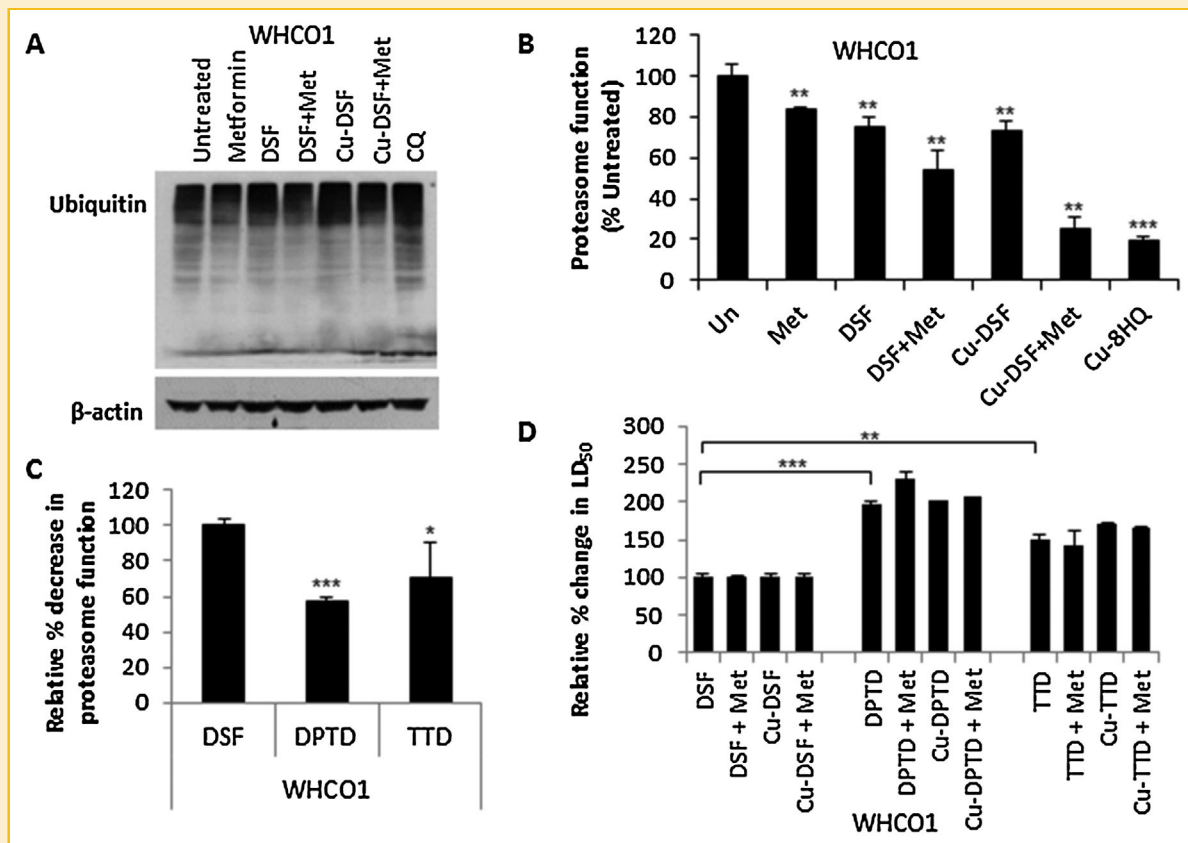 A
WHCO1
Untreated
Metformin
DSF
DSF+Met
Cu-DSF
Cu-DSF+Met
CQ
Ubiquitin
β-actin
B
WHCO1
Proteasome function
(% Untreated)
120
100
80
60
40
20
0
**
**
**
**
**
***
Un
Met
DSF
DSF+Met
Cu-DSF
Cu-DSF+Met
Cu-8HQ
C
Relative % decrease in
proteasome function
120
100
80
60
40
20
0
***
*
DSF
DPTD
TTD
WHCO1
D
Relative % change in LD50
300
250
200
150
100
50
0
**
***
DSF
DSF + Met
Cu-DSF
Cu-DSF + Met
DPTD
DPTD + Met
Cu-DPTD
Cu-DPTD + Met
TTD
TTD + Met
Cu-TTD
Cu-TTD + Met
WHCO1